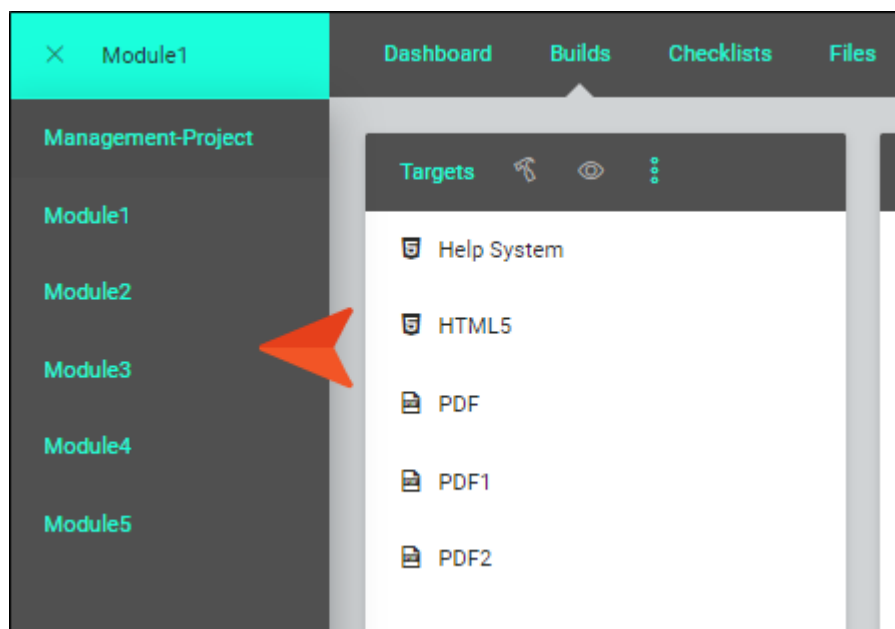 Module1
Dashboard Builds Checklists Files
Management-Project
Module1
Module2
Module3
Module4
Module5
Targets
Help System
HTML5
PDF
PDF1
PDF2